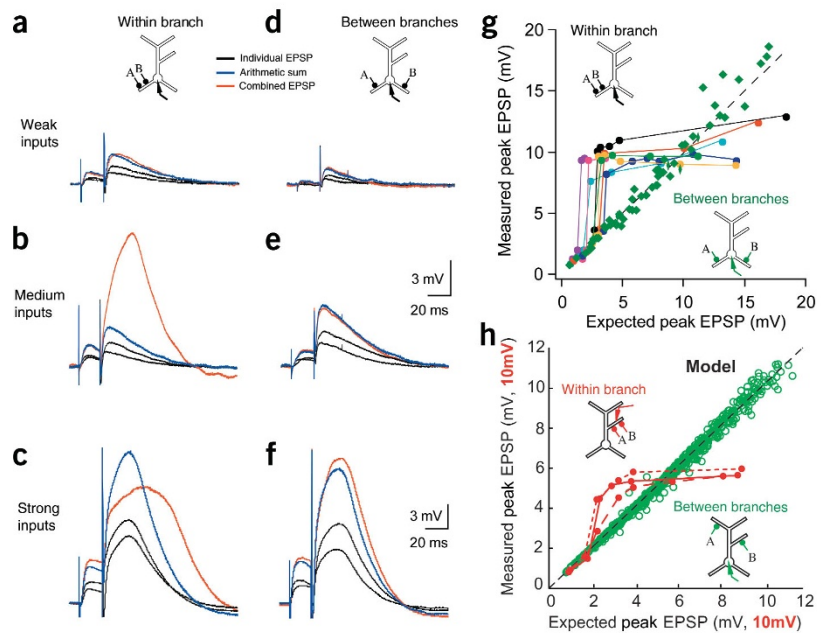 a
Within branch
A
B
Individual EPSP
Arithmetic sum
Combined EPSP
d
Between branches
A
B
Weak
inputs
b
Medium
inputs
e
3 mV
20 ms
c
Strong
inputs
f
3 mV
20 ms
g
Within branch
A
B
Between branches
A
B
Measured peak EPSP (mV)
20
15
10
5
0
0
5
10
15
20
Expected peak EPSP (mV)
h
Model
Within branch
A
B
Between branches
A
B
Measured peak EPSP (mV, 10mV)
12
10
8
6
4
2
0
0
2
4
6
8
10
12
Expected peak EPSP (mV, 10mV)